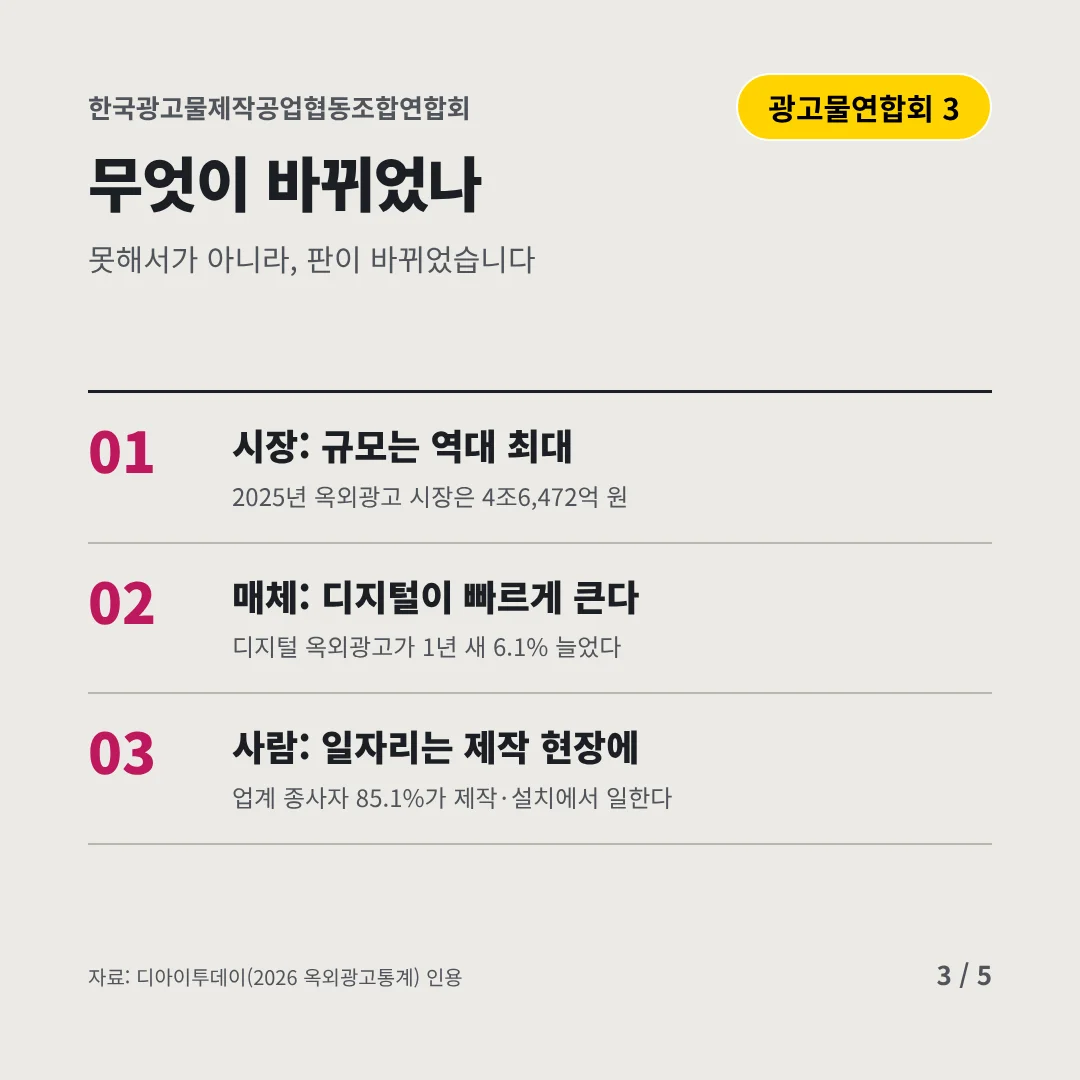 한국광고물제작공업협동조합연합회
광고물연합회 3
무엇이 바뀌었나
못해서가 아니라, 판이 바뀌었습니다
01
시장: 규모는 역대 최대
2025년 옥외광고 시장은 4조6,472억 원
02
매체: 디지털이 빠르게 큰다
디지털 옥외광고가 1년 새 6.1% 늘었다
03
사람: 일자리는 제작 현장에
업계 종사자 85.1%가 제작·설치에서 일한다
자료: 디아이투데이(2026 옥외광고통계) 인용
3 / 5